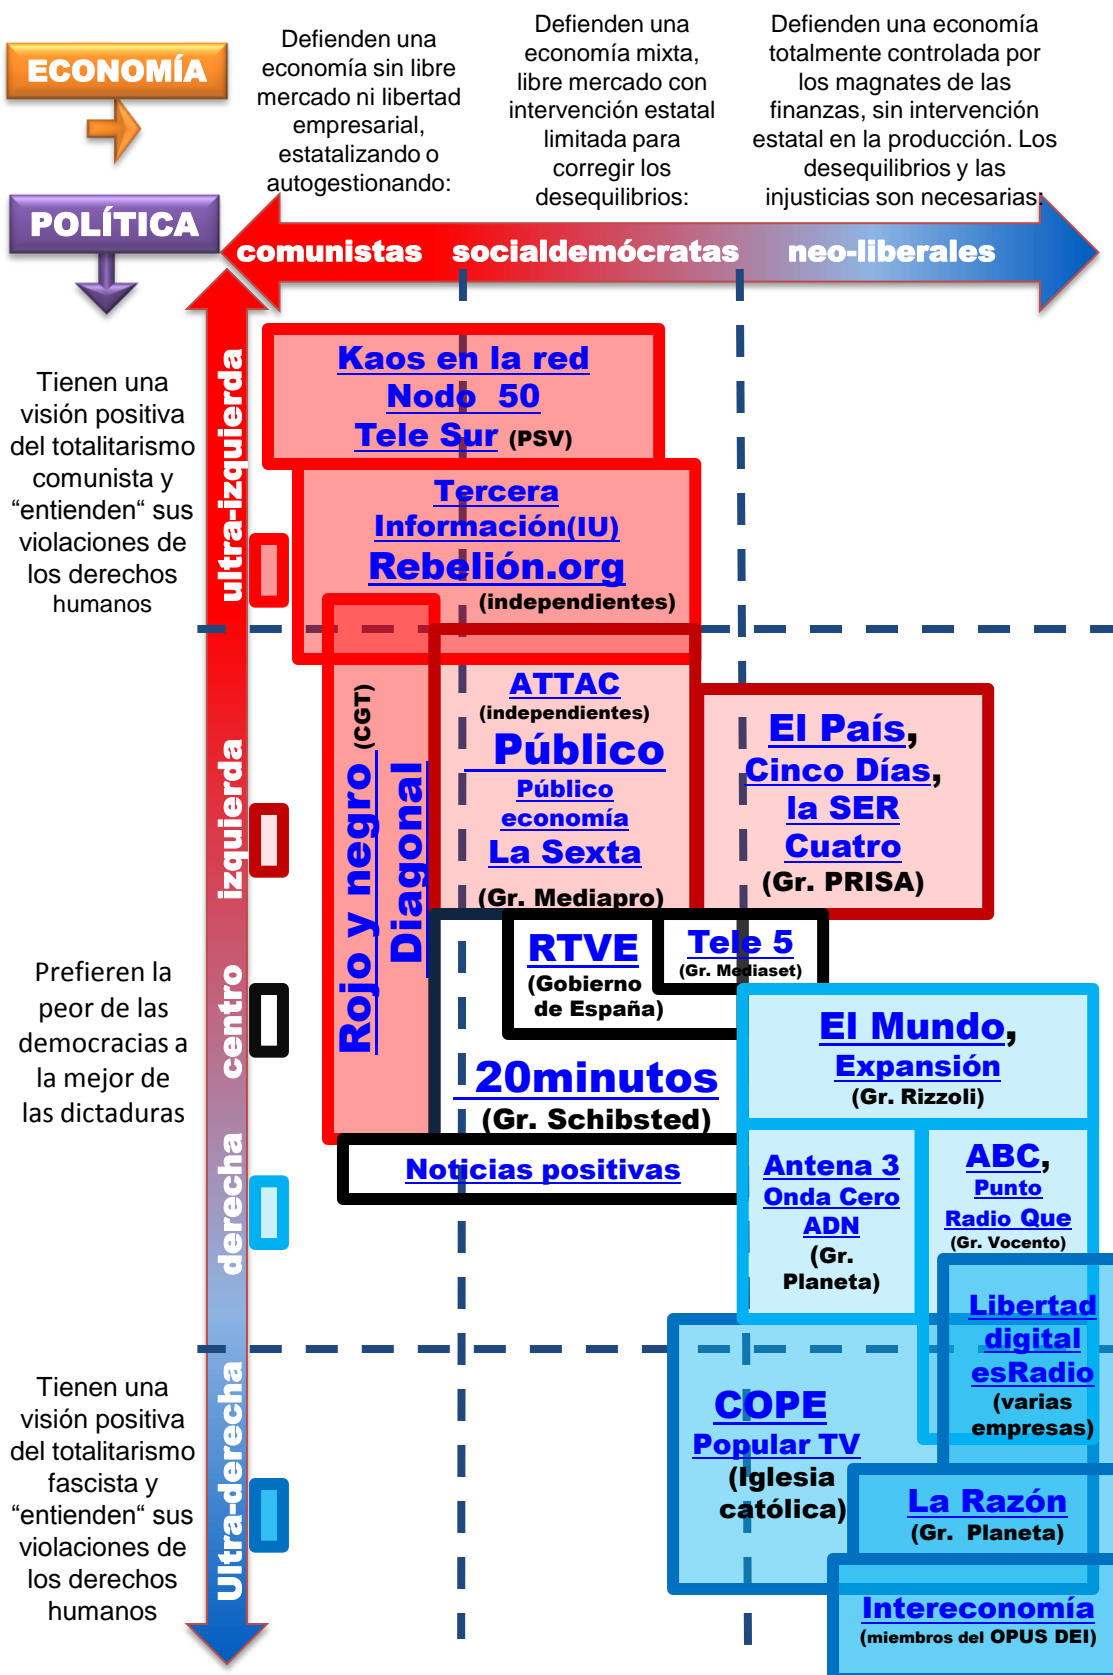 ECONOMÍA
Defienden una
economía sin libre
mercado ni libertad
empresarial,
estatalizando o
autogestionando:
Defienden una
economía mixta,
libre mercado con
intervención estatal
limitada para
corregir los
desequilibrios:
Defienden una economía
totalmente controlada por
los magnates de las
finanzas, sin intervención
estatal en la producción. Los
desequilibrios y las
injusticias son necesarias:
POLÍTICA
comunistas
socialdemócratas
neo-liberales
Tienen una
visión positiva
del totalitarismo
comunista y
“entienden“ sus
violaciones de
los derechos
humanos
ultra-izquierda
Kaos en la red
Nodo 50
Tele Sur (PSV)
Tercera
Información(IU)
Rebelión.org
(independientes)
izquierda
Rojo y negro (CGT)
Diagonal
ATTAC
(independientes)
Público
Público
economía
La Sexta
(Gr. Mediapro)
El País,
Cinco Días,
la SER
Cuatro
(Gr. PRISA)
Prefieren la
peor de las
democracias a
la mejor de
las dictaduras
centro
RTVE
(Gobierno
de España)
Tele 5
(Gr. Mediaset)
20minutos
(Gr. Schibsted)
Noticias positivas
El Mundo,
Expansión
(Gr. Rizzoli)
derecha
Antena 3
Onda Cero
ADN
(Gr.
Planeta)
ABC,
Punto
Radio Que
(Gr. Vocento)
Libertad
digital
esRadio
(varias
empresas)
Tienen una
visión positiva
del totalitarismo
fascista y
“entienden“ sus
violaciones de
los derechos
humanos
Ultra-derecha
COPE
Popular TV
(Iglesia
católica)
La Razón
(Gr. Planeta)
Intereconomía
(miembros del OPUS DEI)